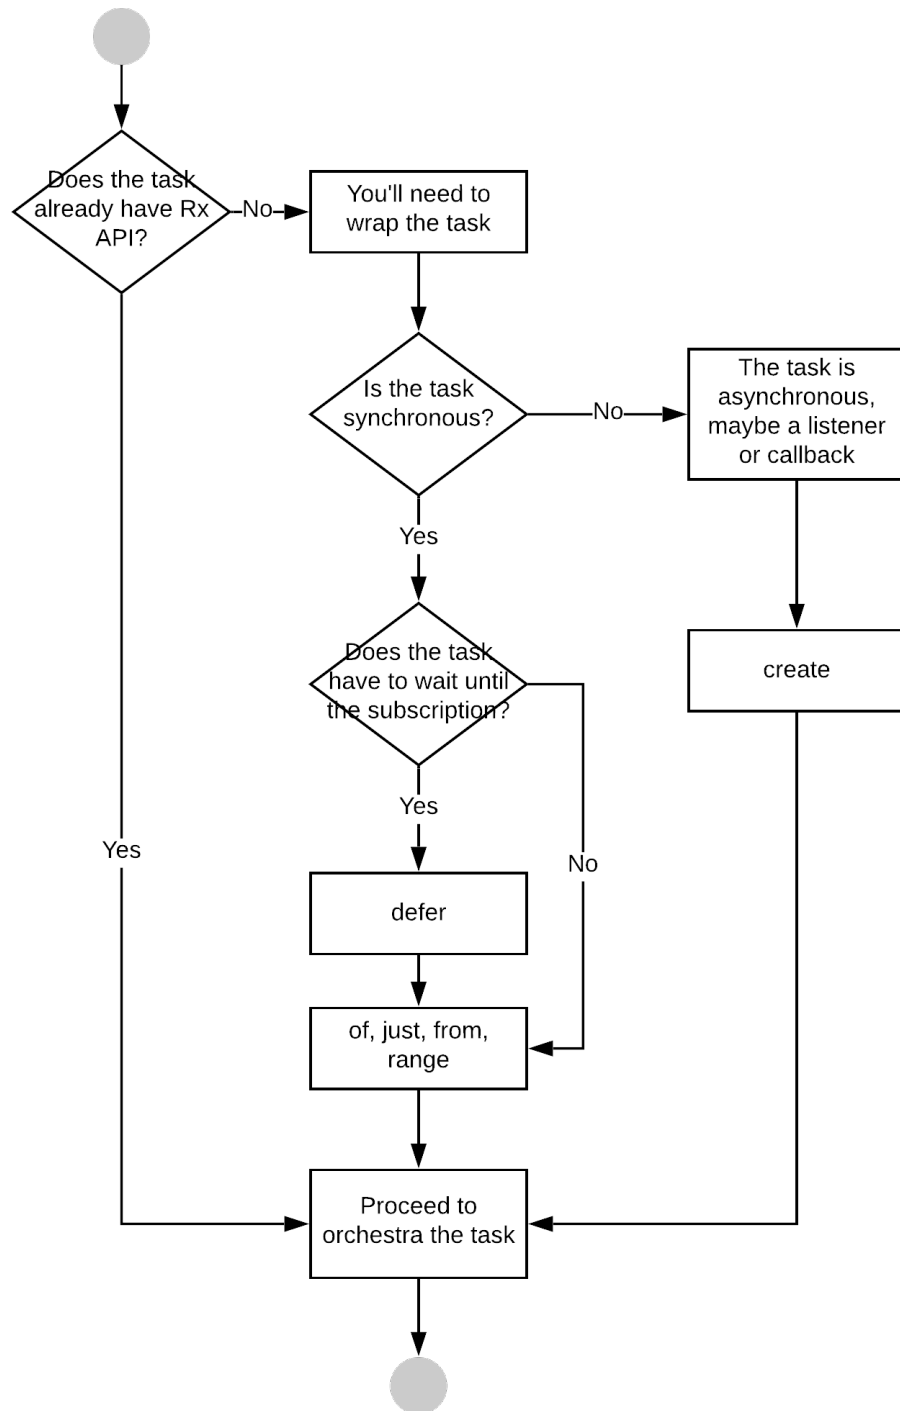 Does the task
already have Rx
API?
No
You'll need to
wrap the task
Is the task
synchronous?
No
The task is
asynchronous,
maybe a listener
or callback
Yes
Does the task
have to wait until
the subscription?
create
Yes
Yes
No
defer
of, just, from,
range
Proceed to
orchestra the task